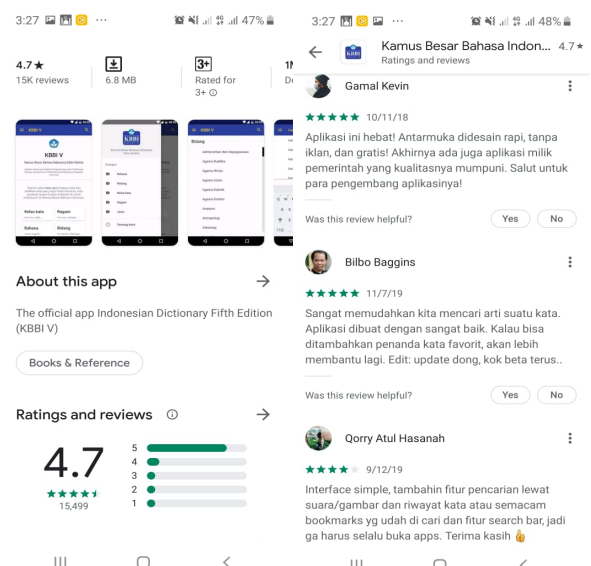 3:27
47%
4.7★
15K reviews
6.8 MB
3+
Rated for
3+
KBBI V
KBBI
Bidang
About this app
The official app Indonesian Dictionary Fifth Edition
(KBBI V)
Books & Reference
Ratings and reviews
4.7
15,499
5
4
3
2
1
3:27
48%
KBBI
Kamus Besar Bahasa Indon...
4.7★
Ratings and reviews
Gamal Kevin
10/11/18
Aplikasi ini hebat! Antarmuka didesain rapi, tanpa
iklan, dan gratis! Akhirnya ada juga aplikasi milik
pemerintah yang kualitasnya mumpuni. Salut untuk
para pengembang aplikasinya!
Was this review helpful?
Yes
No
Bilbo Baggins
11/7/19
Sangat memudahkan kita mencari arti suatu kata.
Aplikasi dibuat dengan sangat baik. Kalau bisa
ditambahkan penanda kata favorit, akan lebih
membantu lagi. Edit: update dong, kok beta terus..
Was this review helpful?
Yes
No
Qorry Atul Hasanah
9/12/19
Interface simple, tambahin fitur pencarian lewat
suara/gambar dan riwayat kata atau semacam
bookmarks yg udah di cari dan fitur search bar, jadi
ga harus selalu buka apps. Terima kasih 👍